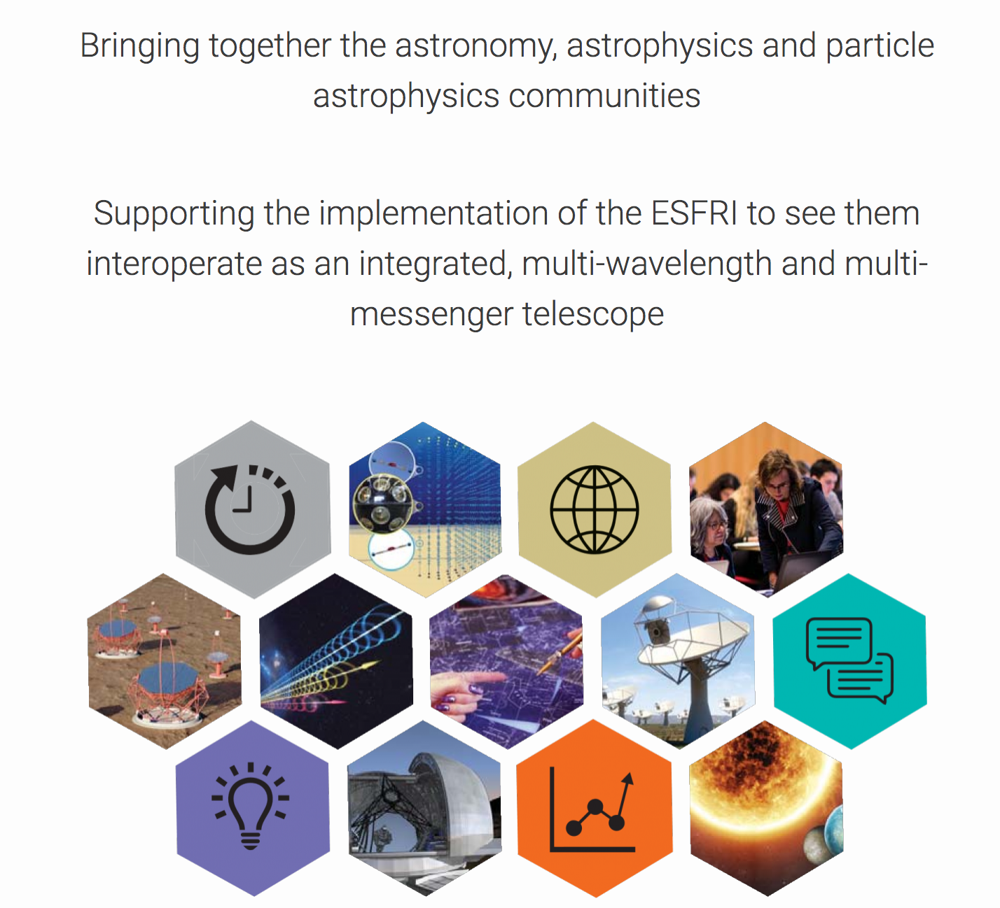 Bringing together the astronomy, astrophysics and particle
astrophysics communities
Supporting the implementation of the ESFRI to see them
interoperate as an integrated, multi-wavelength and multi-
messenger telescope